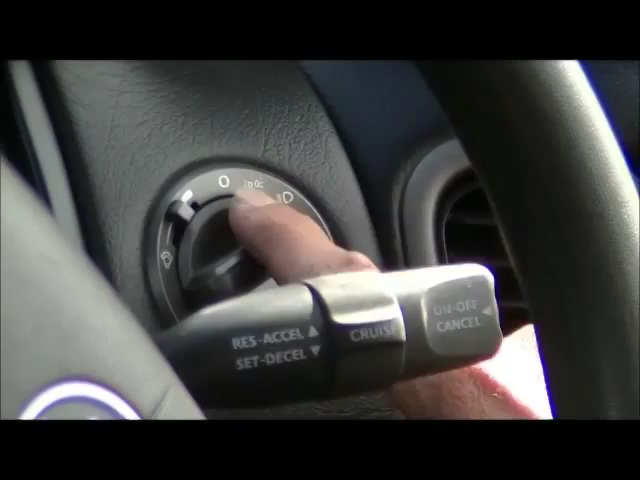 O
RES-ACCEL ▲
SET-DECEL ▼
CRUISE
ON-OFF
CANCEL ◀